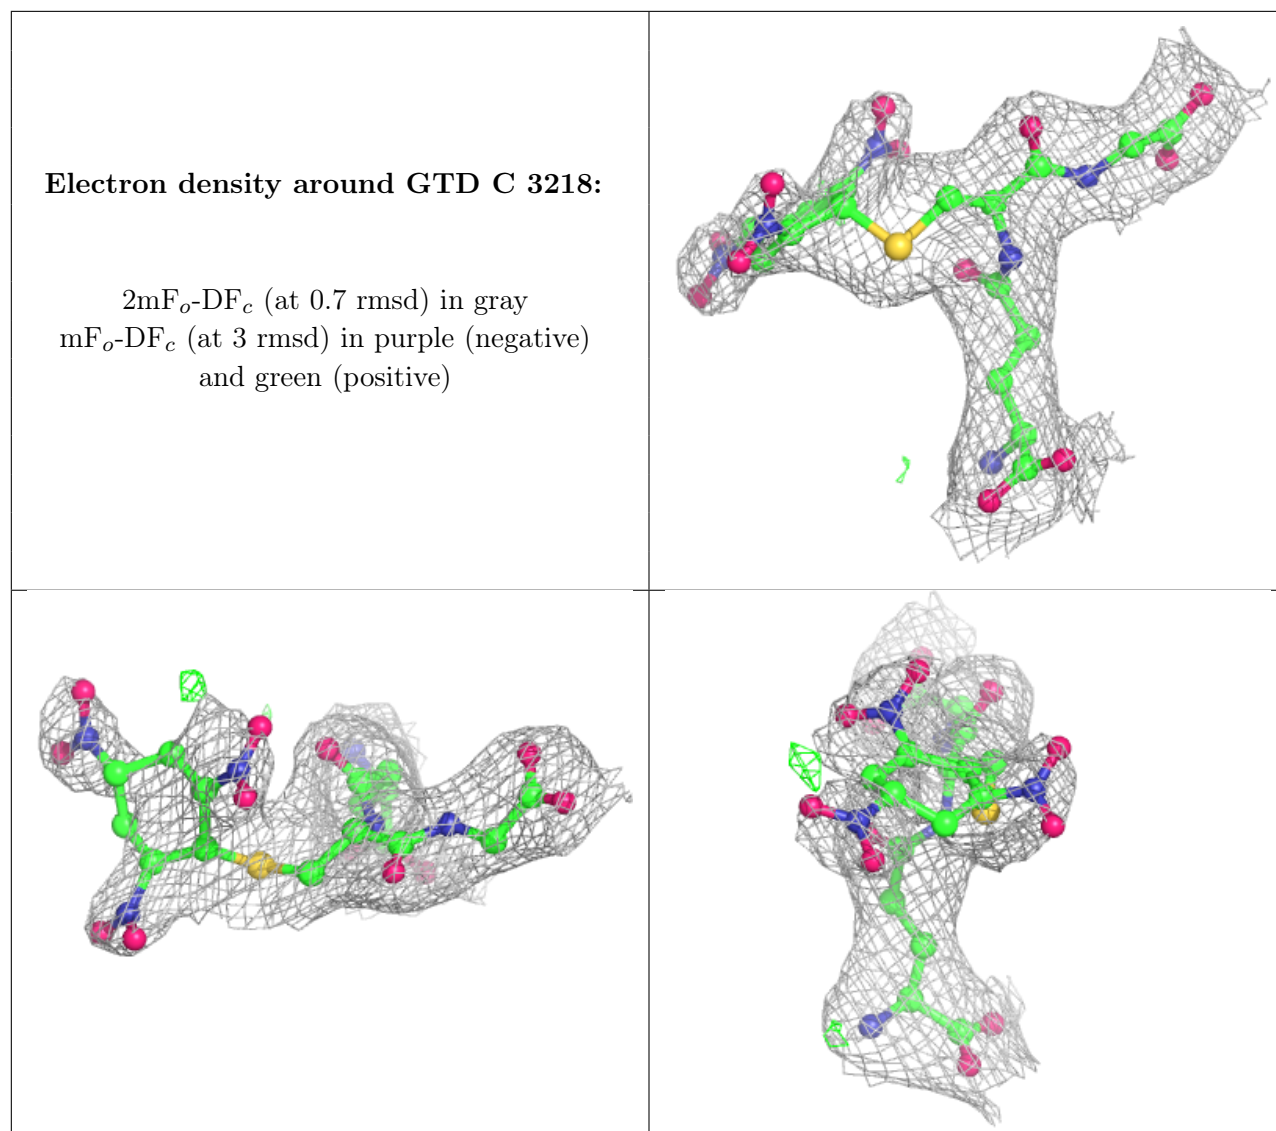 Electron density around GTD C 3218:
2mFo-DFc (at 0.7 rmsd) in gray
mFo-DFc (at 3 rmsd) in purple (negative)
and green (positive)